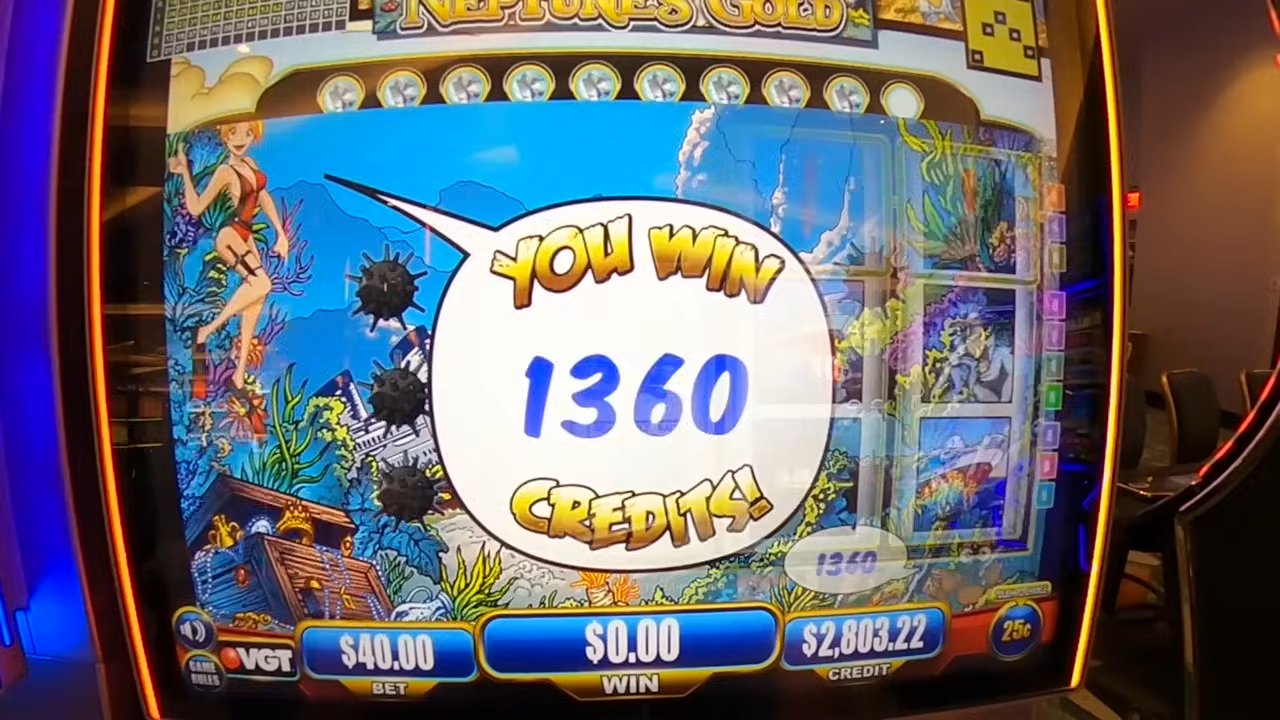 NEPTUNE'S GOLD
YOU WIN
1360
CREDITS!
1360
$40.00
BET
$0.00
WIN
$2,803.22
CREDIT
25¢
GAME
RULES
VGT